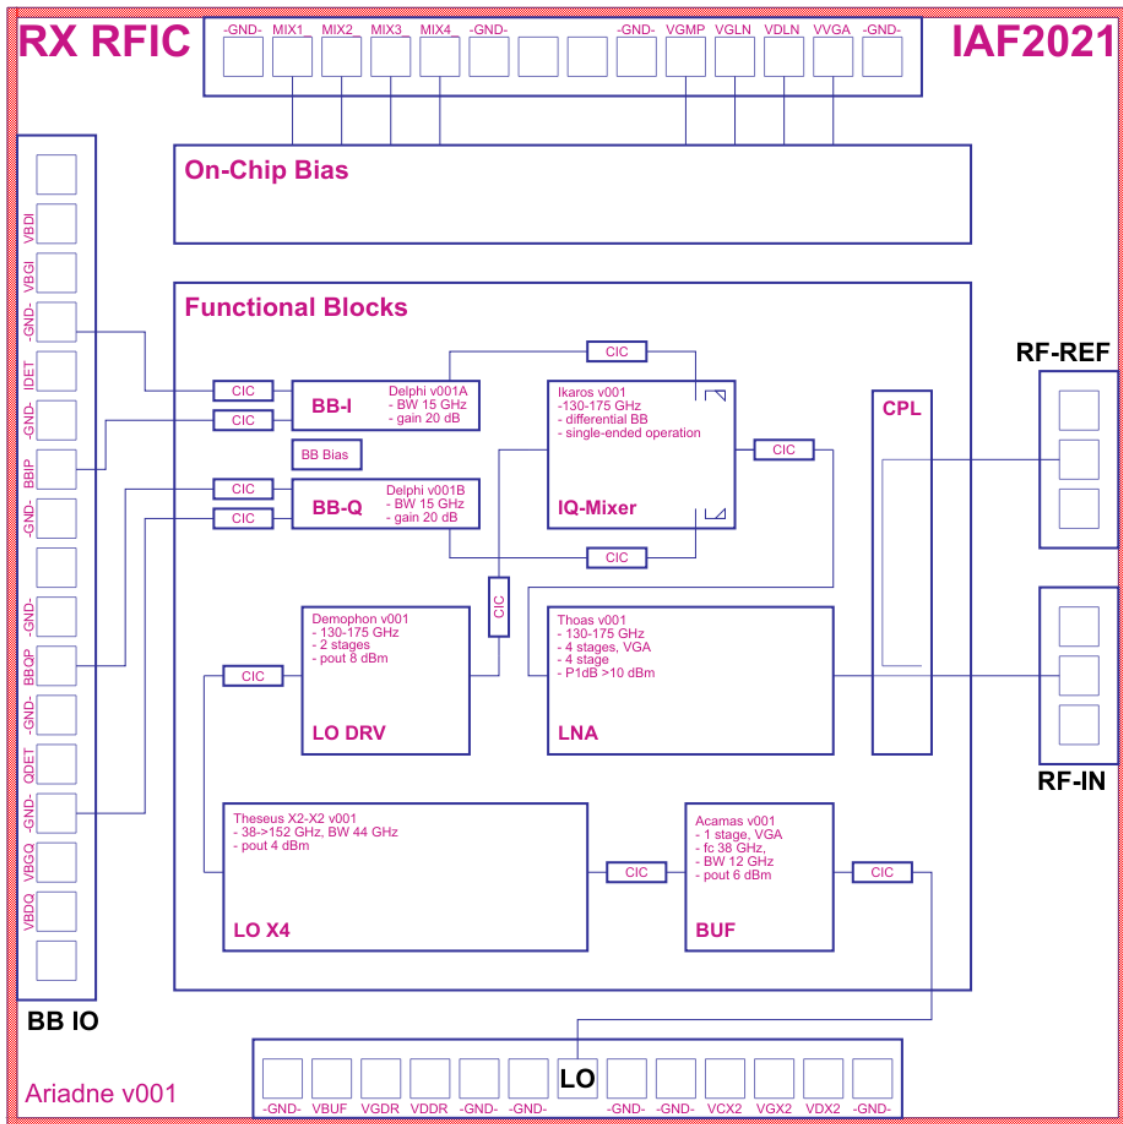 RX RFIC
IAF2021
-GND- MIX1_ MIX2_ MIX3_ MIX4_ -GND- -GND- VGMP VGLN VDLN VVGA -GND-
On-Chip Bias
VBDI
VBGI
-GND-
IDET
-GND-
BBIP
-GND-
-GND-
BBQP
-GND-
QDET
-GND-
VBGQ
VBDQ
BB IO
Functional Blocks
CIC
CIC
CIC
BB-I
Delphi v001A
- BW 15 GHz
- gain 20 dB
BB Bias
CIC
CIC
BB-Q
Delphi v001B
- BW 15 GHz
- gain 20 dB
Ikaros v001
-130-175 GHz
- differential BB
- single-ended operation
IQ-Mixer
CIC
CIC
CIC
CPL
RF-REF
RF-IN
Demophon v001
- 130-175 GHz
- 2 stages
- pout 8 dBm
LO DRV
CIC
Thoas v001
- 130-175 GHz
- 4 stages, VGA
- 4 stage
- P1dB >10 dBm
LNA
Theseus X2-X2 v001
- 38->152 GHz, BW 44 GHz
- pout 4 dBm
LO X4
CIC
Acamas v001
- 1 stage, VGA
- fc 38 GHz,
- BW 12 GHz
- pout 6 dBm
BUF
CIC
LO
-GND- VBUF VGDR VDDR -GND- -GND- -GND- -GND- VCX2 VGX2 VDX2 -GND-
Ariadne v001